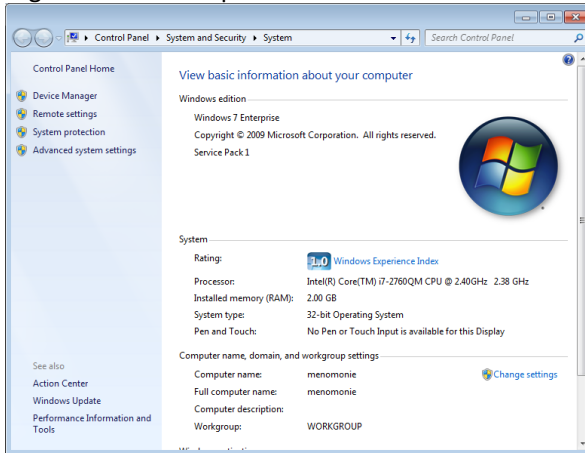 Control Panel ▸ System and Security ▸ System
Search Control Panel
Control Panel Home
Device Manager
Remote settings
System protection
Advanced system settings
See also
Action Center
Windows Update
Performance Information and
Tools
View basic information about your computer
Windows edition
Windows 7 Enterprise
Copyright © 2009 Microsoft Corporation. All rights reserved.
Service Pack 1
System
Rating:
1.0 Windows Experience Index
Processor: Intel(R) Core(TM) i7-2760QM CPU @ 2.40GHz 2.38 GHz
Installed memory (RAM): 2.00 GB
System type: 32-bit Operating System
Pen and Touch: No Pen or Touch Input is available for this Display
Computer name, domain, and workgroup settings
Computer name: menomonie
Change settings
Full computer name: menomonie
Computer description:
Workgroup: WORKGROUP